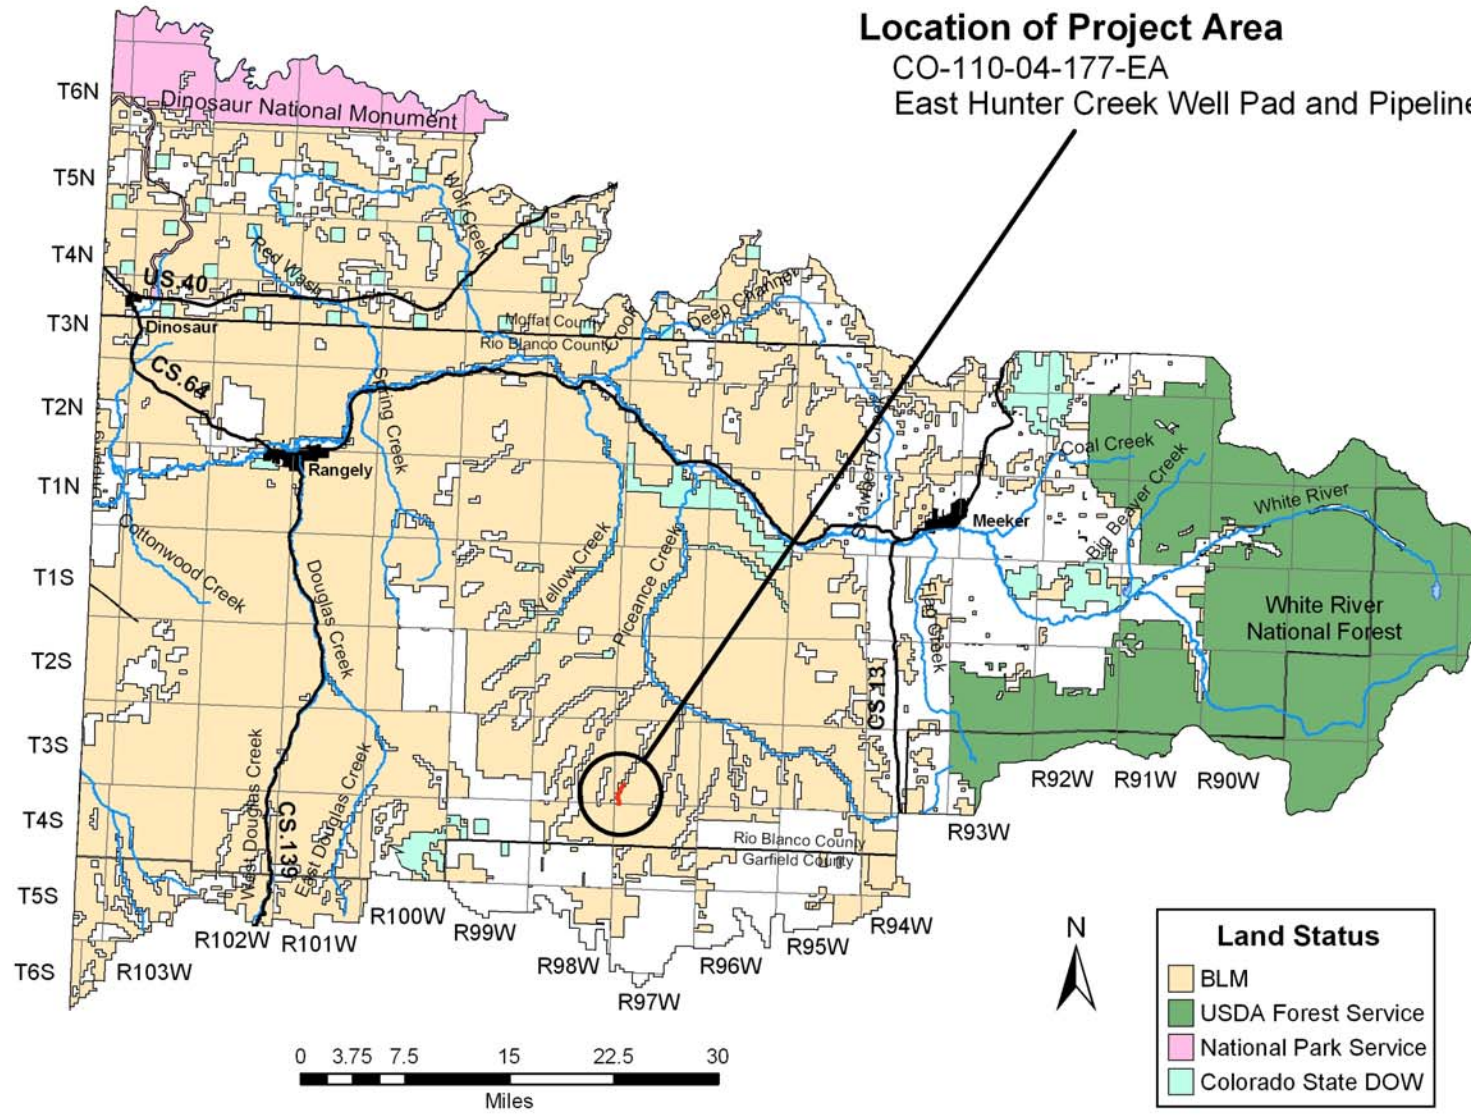 Location of Project Area
CO-110-04-177-EA
East Hunter Creek Well Pad and Pipeline
T6N
T5N
T4N
T3N
T2N
T1N
T1S
T2S
T3S
T4S
T5S
T6S
Dinosaur National Monument
Wolf Creek
Red Wash
US.40
Dinosaur
Moffat County
Rio Blanco County
Crook
Deep Channel
CS.64
Spring Creek
Rangely
Strawberry Creek
Coal Creek
Big Beaver Creek
White River
Meeker
Cottonwood Creek
Douglas Creek
Yellow Creek
Piceance Creek
Flag Creek
White River
National Forest
CS.13
West Douglas Creek
CS.139
East Douglas Creek
Rio Blanco County
Garfield County
R103W
R102W
R101W
R100W
R99W
R98W
R97W
R96W
R95W
R94W
R93W
R92W
R91W
R90W
N
Land Status
BLM
USDA Forest Service
National Park Service
Colorado State DOW
0 3.75 7.5 15 22.5 30
Miles